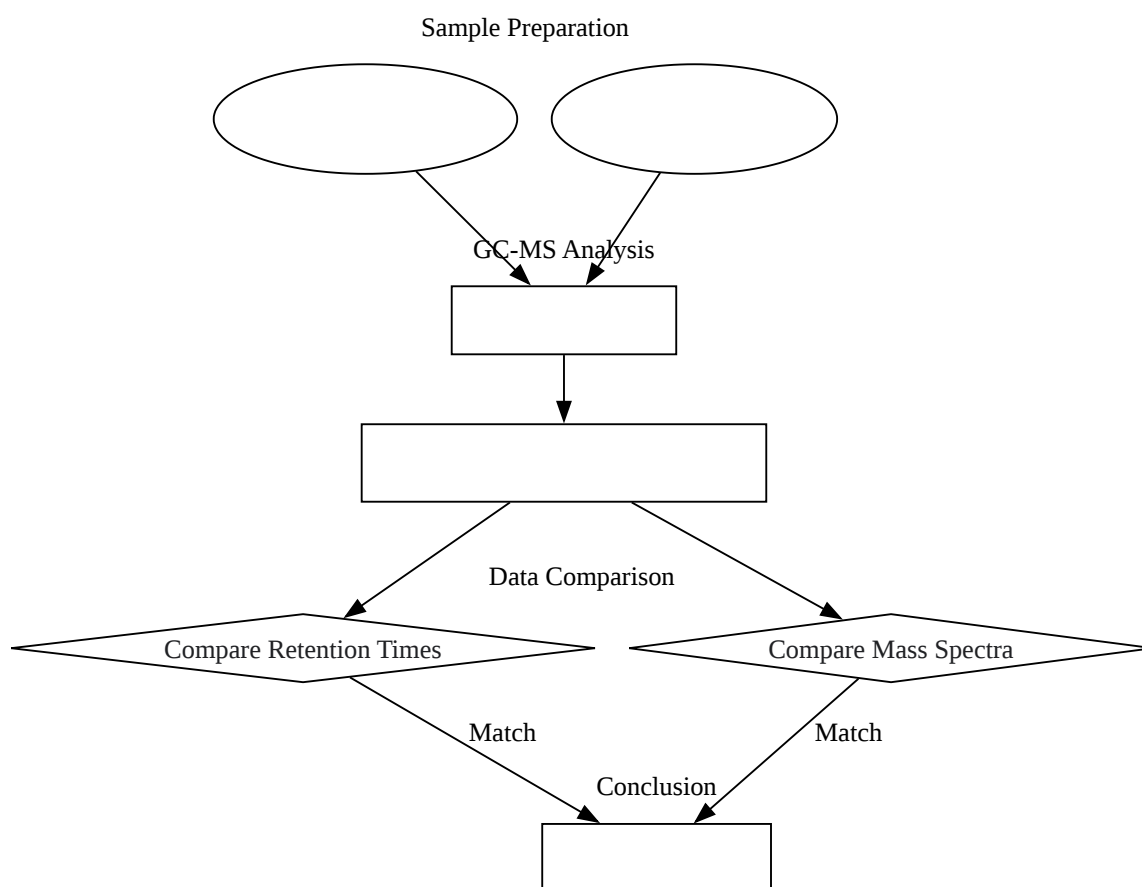 Sample Preparation
GC-MS Analysis
Data Comparison
Compare Retention Times
Compare Mass Spectra
Match
Match
Conclusion